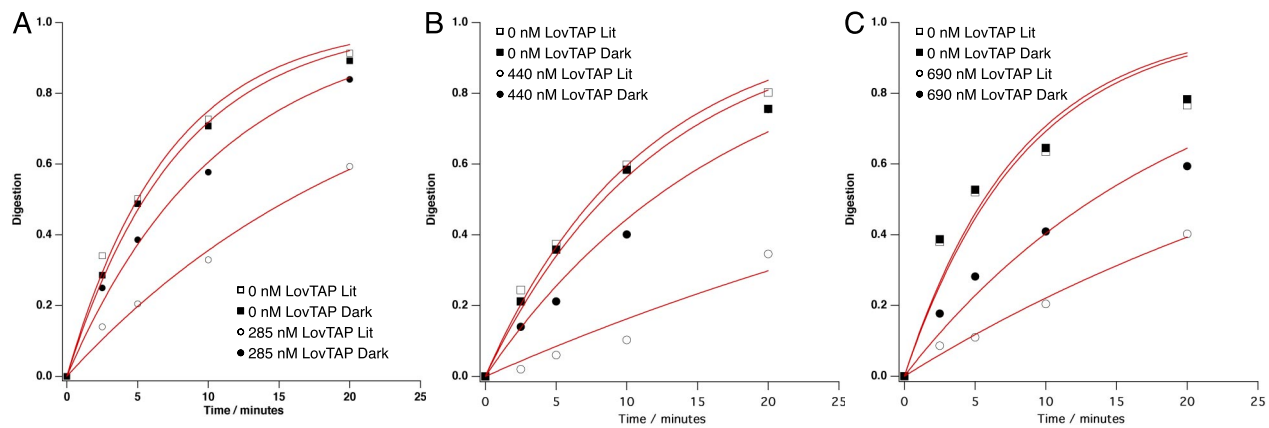 A
1.0
0.8
0.6
0.4
0.2
0.0
Digestion
0 nM LovTAP Lit
0 nM LovTAP Dark
285 nM LovTAP Lit
285 nM LovTAP Dark
0 5 10 15 20 25
Time / minutes
B
1.0
0.8
0.6
0.4
0.2
0.0
Digestion
0 nM LovTAP Lit
0 nM LovTAP Dark
440 nM LovTAP Lit
440 nM LovTAP Dark
0 5 10 15 20 25
Time / minutes
C
1.0
0.8
0.6
0.4
0.2
0.0
Digestion
0 nM LovTAP Lit
0 nM LovTAP Dark
690 nM LovTAP Lit
690 nM LovTAP Dark
0 5 10 15 20 25
Time / minutes